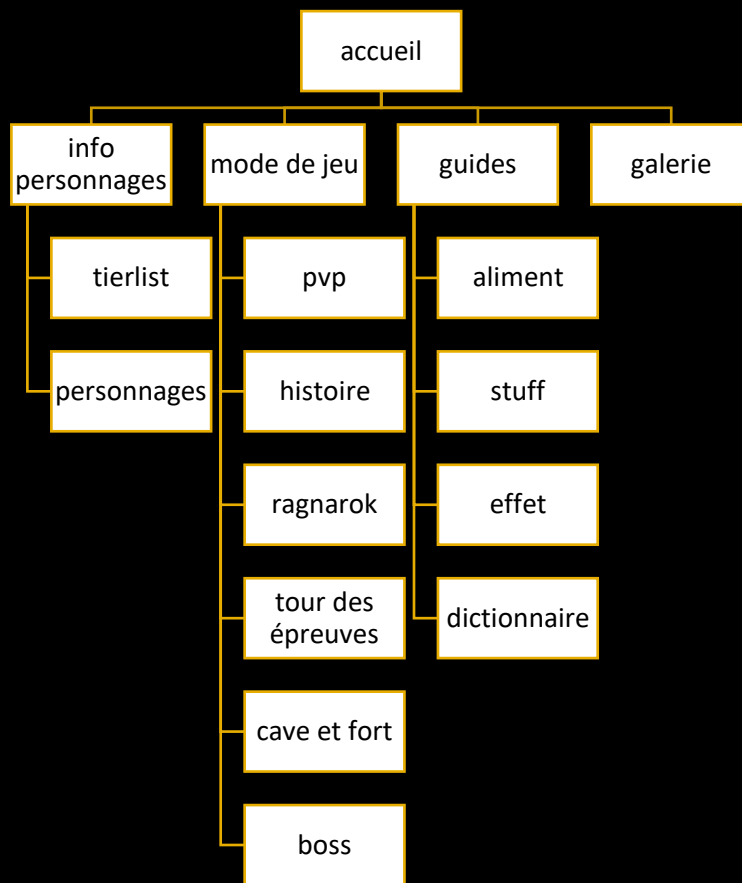 accueil
info
personnages
mode de jeu
guides
galerie
tierlist
pvp
aliment
personnages
histoire
stuff
ragnarok
effet
tour des
épreuves
dictionnaire
cave et fort
boss